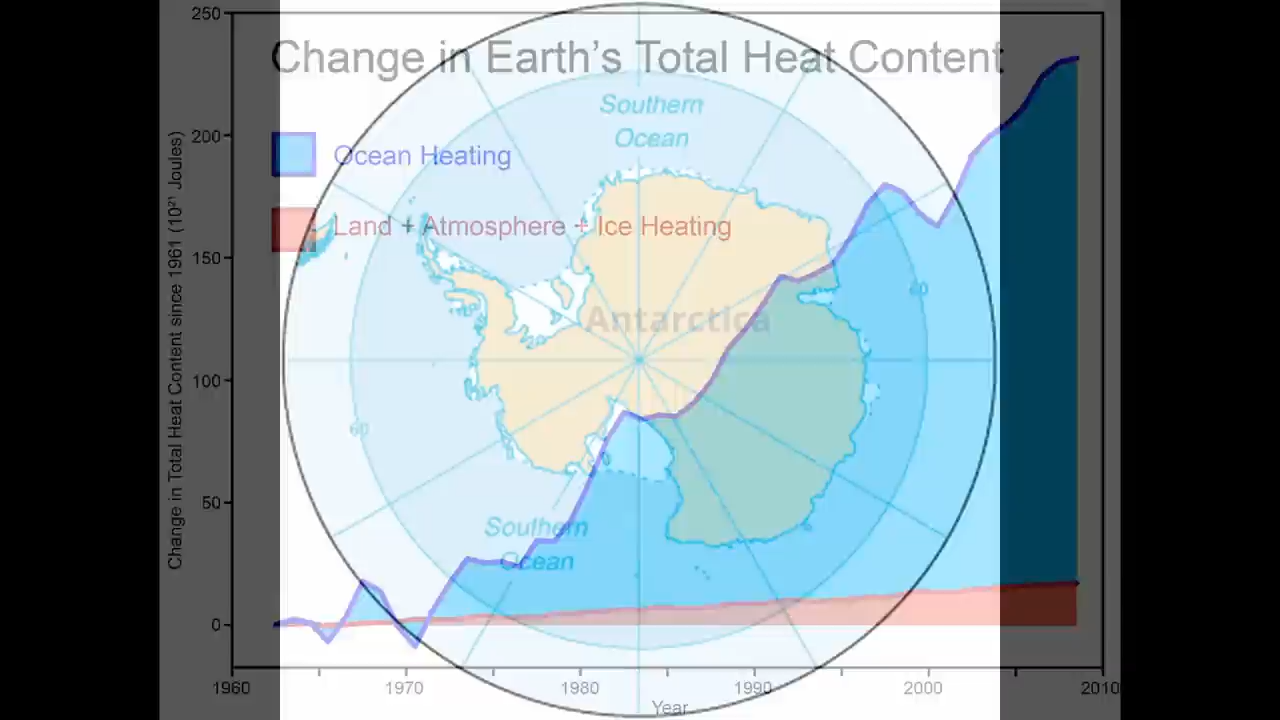 Change in Earth's Total Heat Content
Ocean Heating
Land + Atmosphere + Ice Heating
Southern
Ocean
Antarctica
60
60
Southern
Ocean
Change in Total Heat Content since 1961 (10²¹ Joules)
250
200
150
100
50
0
1960
1970
1980
1990
2000
2010
Year